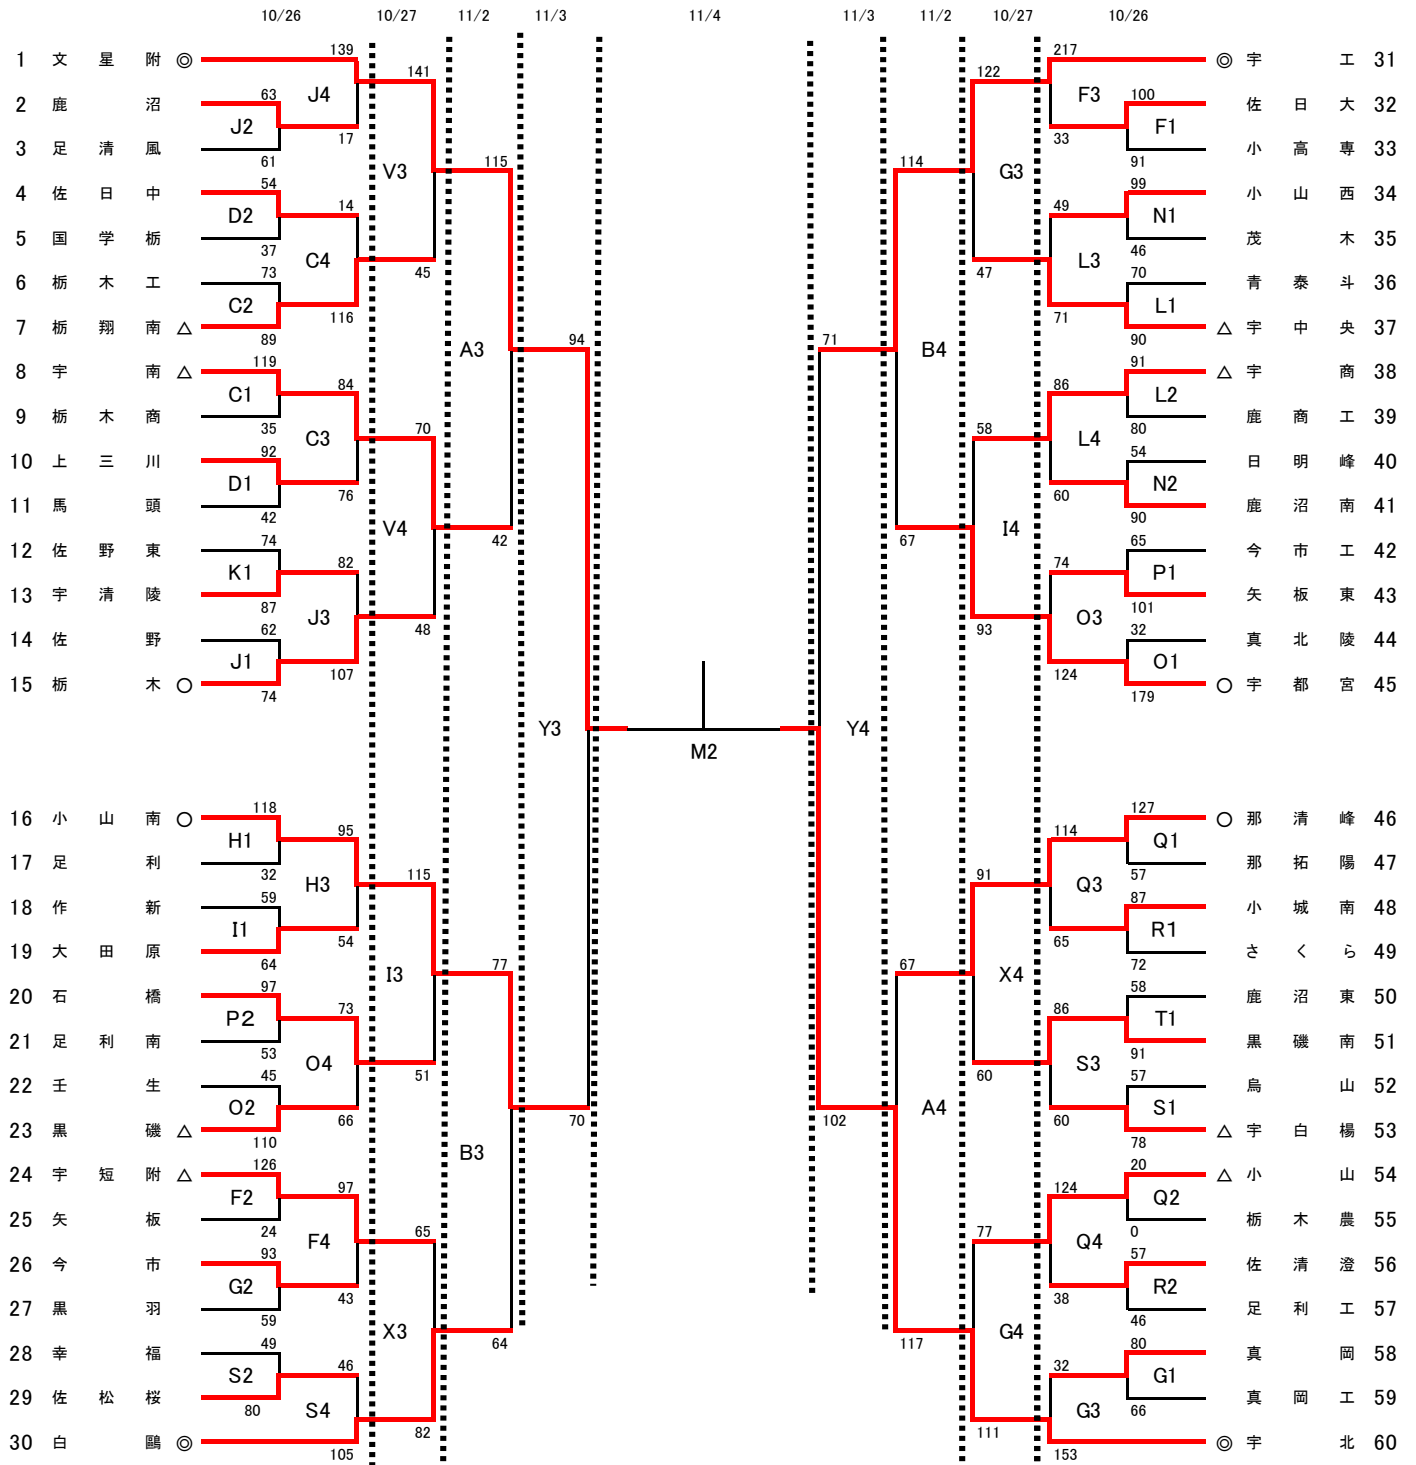 10/26 10/27 11/2 11/3 11/4 11/3 11/2 10/27 10/26
139 217
1 文星附 ◎ ◎ 宇工 31
141 122
J4 F3
2 鹿沼 63 100 佐日大 32
J2 F1
17 33
3 足清風 小高専 33
61 91
V3 115 114 G3
4 佐日中 54 99 小山西 34
14 49
D2 N1
5 国学栃 茂木 35
37 46
C4 45 47 L3
6 栃木工 73 70 青泰斗 36
C2 L1
116 71
7 栃翔南 △ △ 宇中央 37
89 90
A3 94 71 B4
8 宇南 △ 119 91 △ 宇商 38
84 86
C1 L2
9 栃木商 鹿商工 39
35 80
C3 70 58 L4
10 上三川 92 54 日明峰 40
D1 N2
76 60
11 馬頭 鹿沼南 41
42 90
V4 42 67 I4
12 佐野東 74 65 今市工 42
82 74
K1 P1
13 宇清陵 矢板東 43
87 101
J3 48 93 O3
14 佐野 62 32 真北陵 44
J1 O1
107 124
15 栃木 ○ ○ 宇都宮 45
74 179
Y3 M2 Y4
16 小山南 ○ 118 127 ○ 那清峰 46
95 114
H1 Q1
17 足利 那拓陽 47
32 57
H3 115 91 Q3
18 作新 59 87 小城南 48
I1 R1
54 65
19 大田原 さくら 49
64 72
I3 77 67 X4
20 石橋 97 58 鹿沼東 50
73 86
P2 T1
21 足利南 黒磯南 51
53 91
O4 51 60 S3
22 壬生 45 57 烏山 52
O2 S1
66 60
23 黒磯 △ △ 宇白楊 53
110 78
B3 70 102 A4
24 宇短附 △ 126 20 △ 小山 54
97 124
F2 Q2
25 矢板 栃木農 55
24 0
F4 65 77 Q4
26 今市 93 57 佐清澄 56
G2 R2
43 38
27 黒羽 足利工 57
59 46
X3 64 117 G4
28 幸福 49 80 真岡 58
46 32
S2 G1
29 佐松桜 真岡工 59
80 66
S4 82 111 G3
30 白鷗 ◎ ◎ 宇北 60
105 153